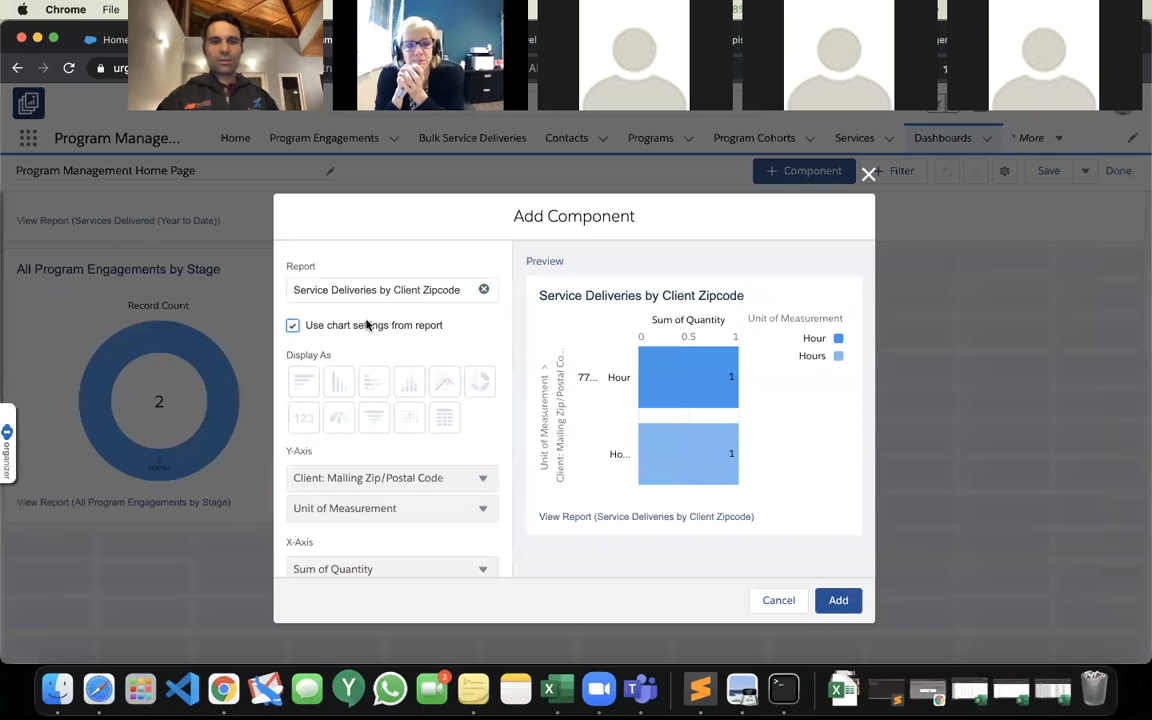 Chrome File
Home
urg
Program Manage... Home Program Engagements Bulk Service Deliveries Contacts Programs Program Cohorts Services Dashboards * More
Program Management Home Page + Component + Filter Save Done
View Report (Services Delivered (Year to Date))
Add Component
All Program Engagements by Stage
Record Count
2
View Report (All Program Engagements by Stage)
Report
Service Deliveries by Client Zipcode
Use chart settings from report
Display As
123
Y-Axis
Client: Mailing Zip/Postal Code
Unit of Measurement
X-Axis
Sum of Quantity
Preview
Service Deliveries by Client Zipcode
Sum of Quantity
0 0.5 1
Unit of Measurement
Hour
Hours
Unit of Measurement >
Client: Mailing Zip/Postal Co...
77... Hour 1
Ho... 1
View Report (Service Deliveries by Client Zipcode)
Cancel Add
organizer
2